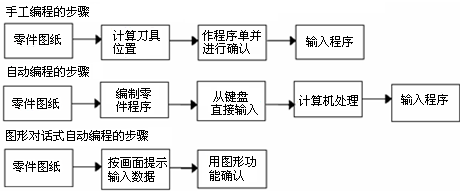 手工编程的步骤
零件图纸
计算刀具
位置
作程序单并
进行确认
输入程序
自动编程的步骤
零件图纸
编制零
件程序
从键盘
直接输入
计算机处理
输入程序
图形对话式自动编程的步骤
零件图纸
按画面提示
输入数据
用图形功
能确认